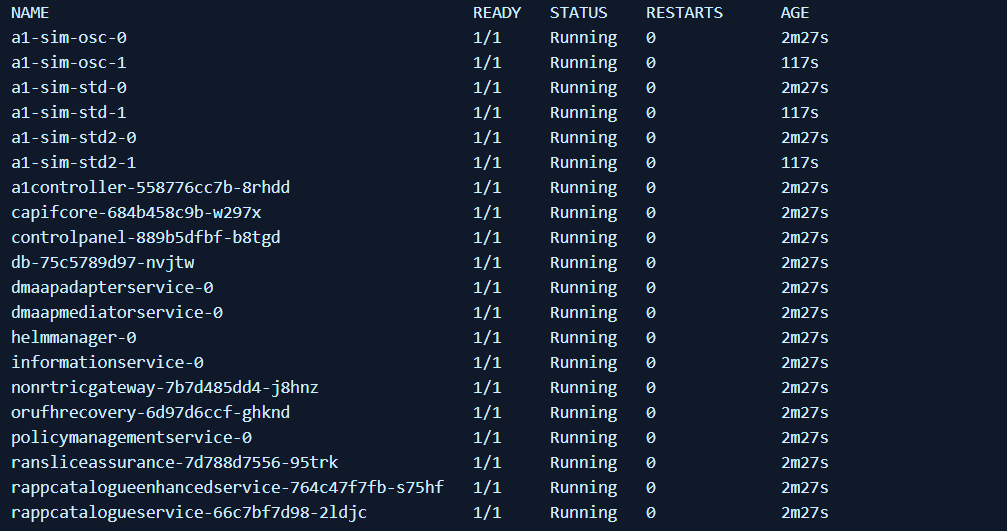 NAME READY STATUS RESTARTS AGE
a1-sim-osc-0 1/1 Running 0 2m27s
a1-sim-osc-1 1/1 Running 0 117s
a1-sim-std-0 1/1 Running 0 2m27s
a1-sim-std-1 1/1 Running 0 117s
a1-sim-std2-0 1/1 Running 0 2m27s
a1-sim-std2-1 1/1 Running 0 117s
a1controller-558776cc7b-8rhdd 1/1 Running 0 2m27s
capifcore-684b458c9b-w297x 1/1 Running 0 2m27s
controlpanel-889b5dfbf-b8tgd 1/1 Running 0 2m27s
db-75c5789d97-nvjtw 1/1 Running 0 2m27s
dmaapadapterservice-0 1/1 Running 0 2m27s
dmaapmediatorservice-0 1/1 Running 0 2m27s
helmmanager-0 1/1 Running 0 2m27s
informationservice-0 1/1 Running 0 2m27s
nonrtricgateway-7b7d485dd4-j8hnz 1/1 Running 0 2m27s
orufhrecovery-6d97d6ccf-ghknd 1/1 Running 0 2m27s
policymanagementservice-0 1/1 Running 0 2m27s
ransliceassurance-7d788d7556-95trk 1/1 Running 0 2m27s
rappcatalogueenhancedservice-764c47f7fb-s75hf 1/1 Running 0 2m27s
rappcatalogueservice-66c7bf7d98-2ldjc 1/1 Running 0 2m27s